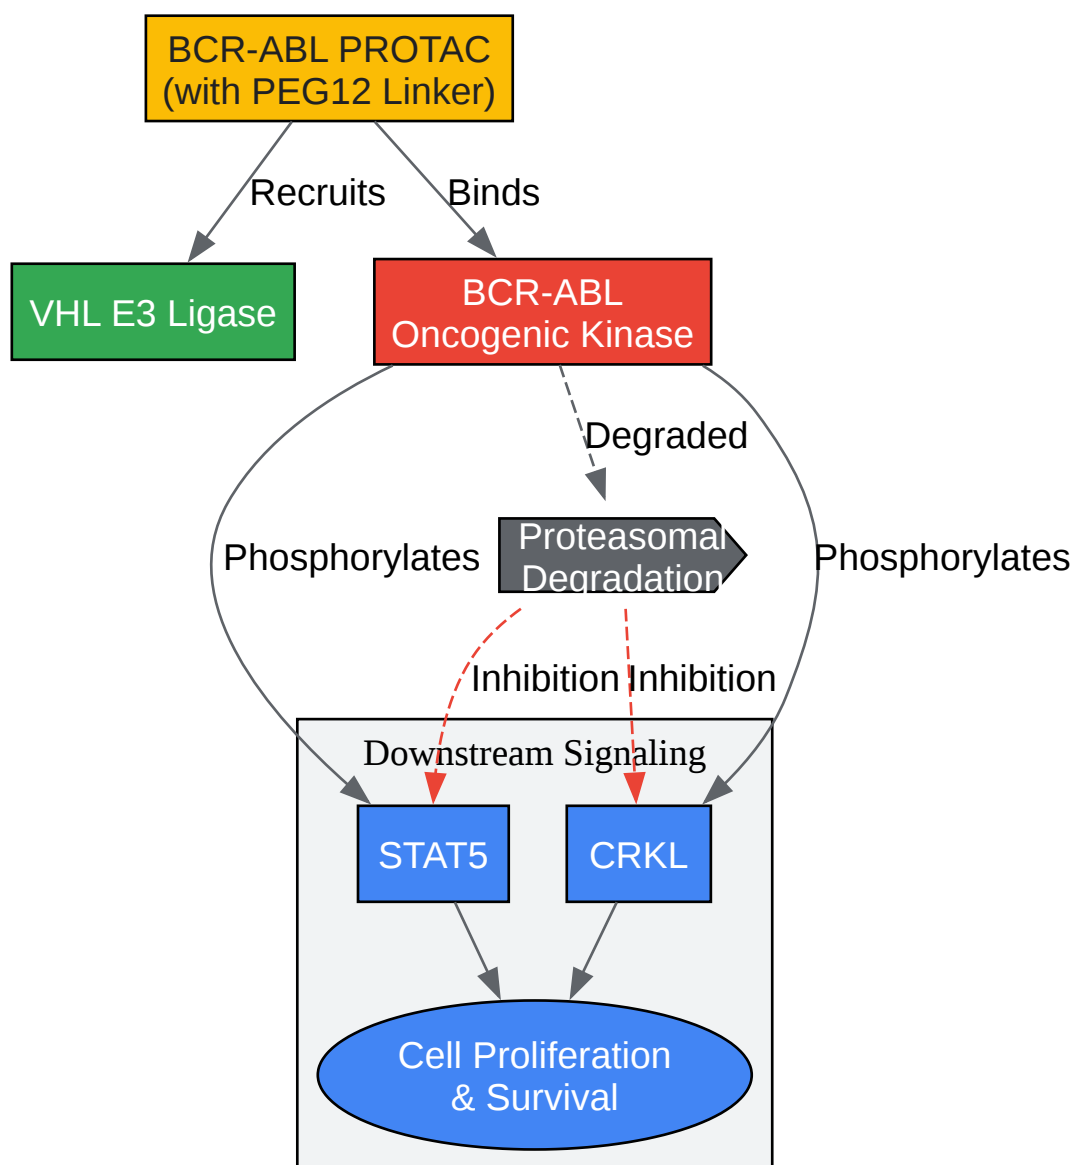 BCR-ABL PROTAC
(with PEG12 Linker)
Recruits
Binds
VHL E3 Ligase
BCR-ABL
Oncogenic Kinase
Degraded
Phosphorylates
Proteasomal
Degradation
Phosphorylates
Inhibition
Inhibition
Downstream Signaling
STAT5
CRKL
Cell Proliferation
& Survival